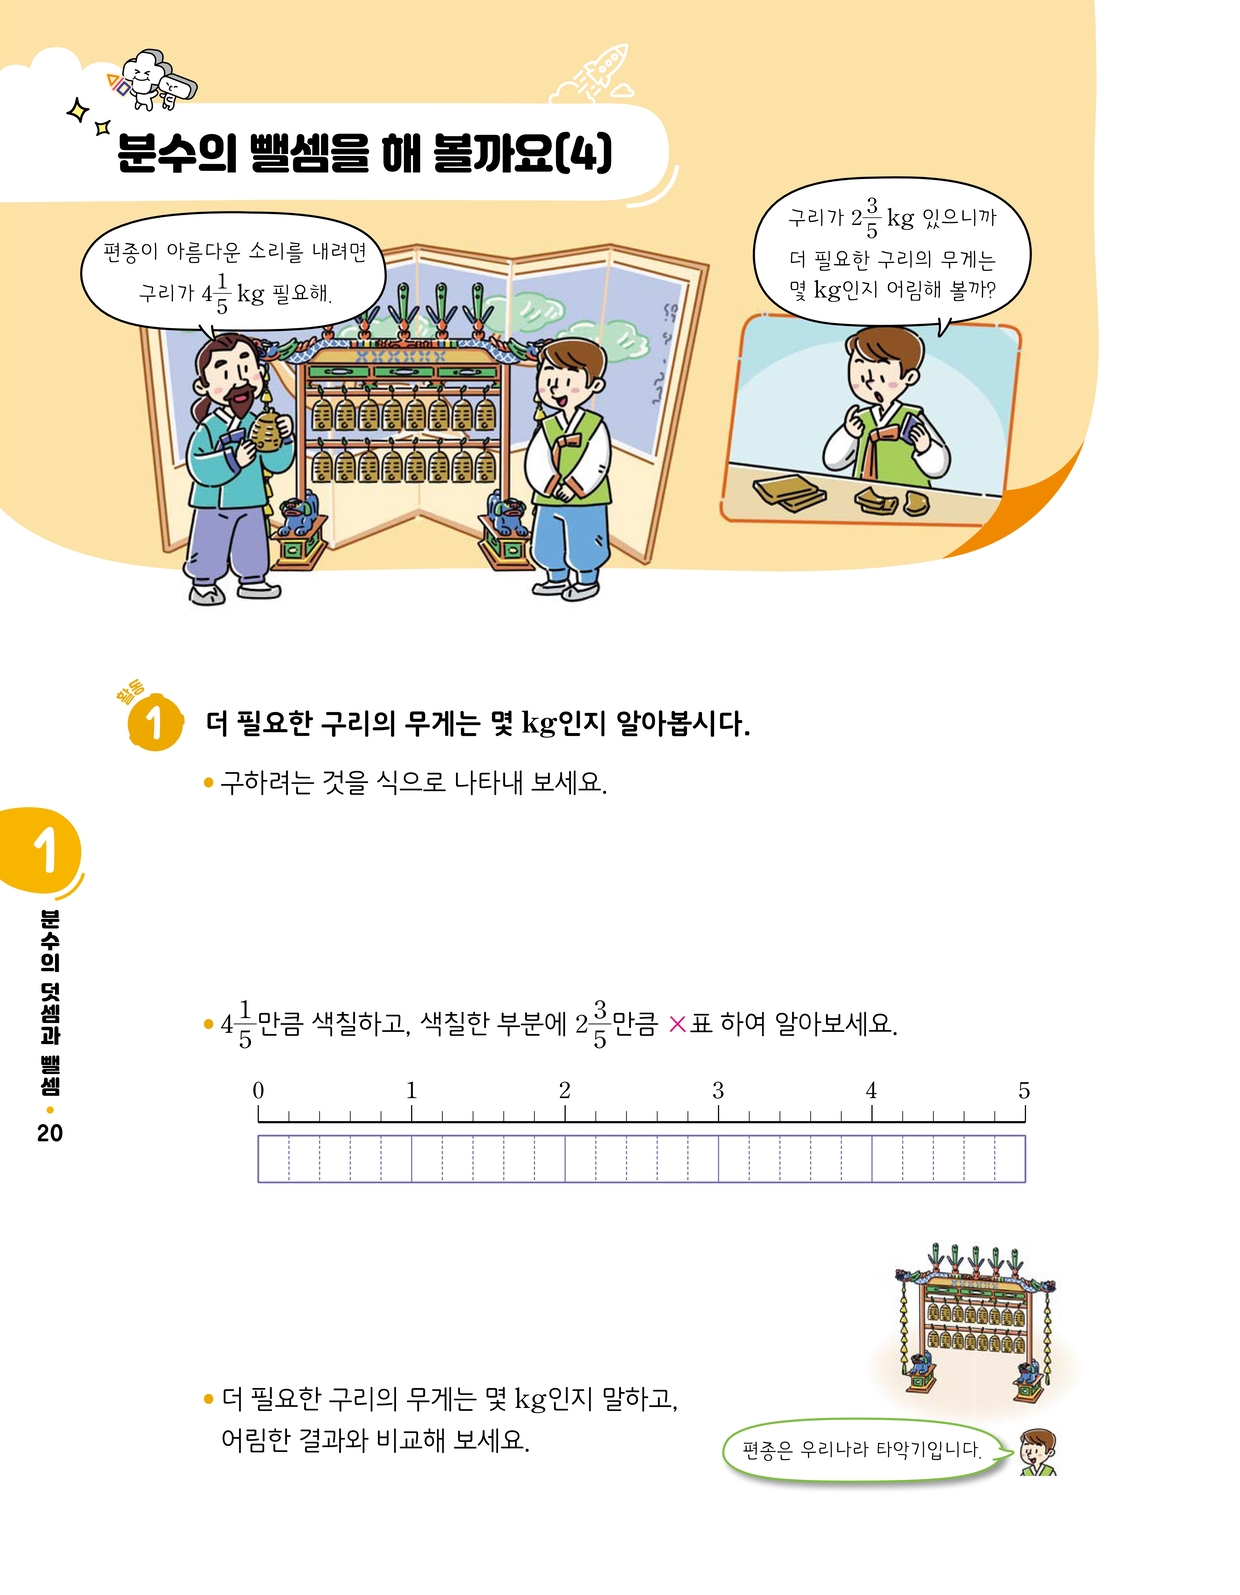 분수의 뺄셈을 해 볼까요(4)
편종이 아름다운 소리를 내려면
구리가 4 1/5 kg 필요해.
구리가 2 3/5 kg 있으니까
더 필요한 구리의 무게는
몇 kg인지 어림해 볼까?
활동
1 더 필요한 구리의 무게는 몇 kg인지 알아봅시다.
• 구하려는 것을 식으로 나타내 보세요.
1
분수의 덧셈과 뺄셈 •
20
• 4 1/5만큼 색칠하고, 색칠한 부분에 2 3/5만큼 ×표 하여 알아보세요.
0 1 2 3 4 5
• 더 필요한 구리의 무게는 몇 kg인지 말하고,
어림한 결과와 비교해 보세요.
편종은 우리나라 타악기입니다.